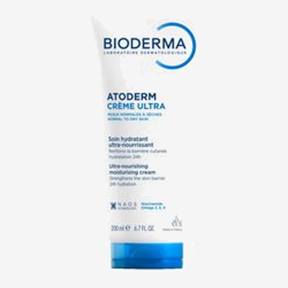 BIODERMA
LABORATOIRE DERMATOLOGIQUE
ATODERM
CRÈME ULTRA
PEAUX NORMALES À SÈCHES
NORMAL TO DRY SKIN
Soin hydratant
ultra-nourrissant
Renforce la barrière cutanée
hydratation 24h
Ultra-nourishing
moisturising cream
Strengthens the skin barrier
24h hydration
NAOS
Niacinamide
Omega 3, 6, 9
200 ml ℮ 6.7 FL.OZ.